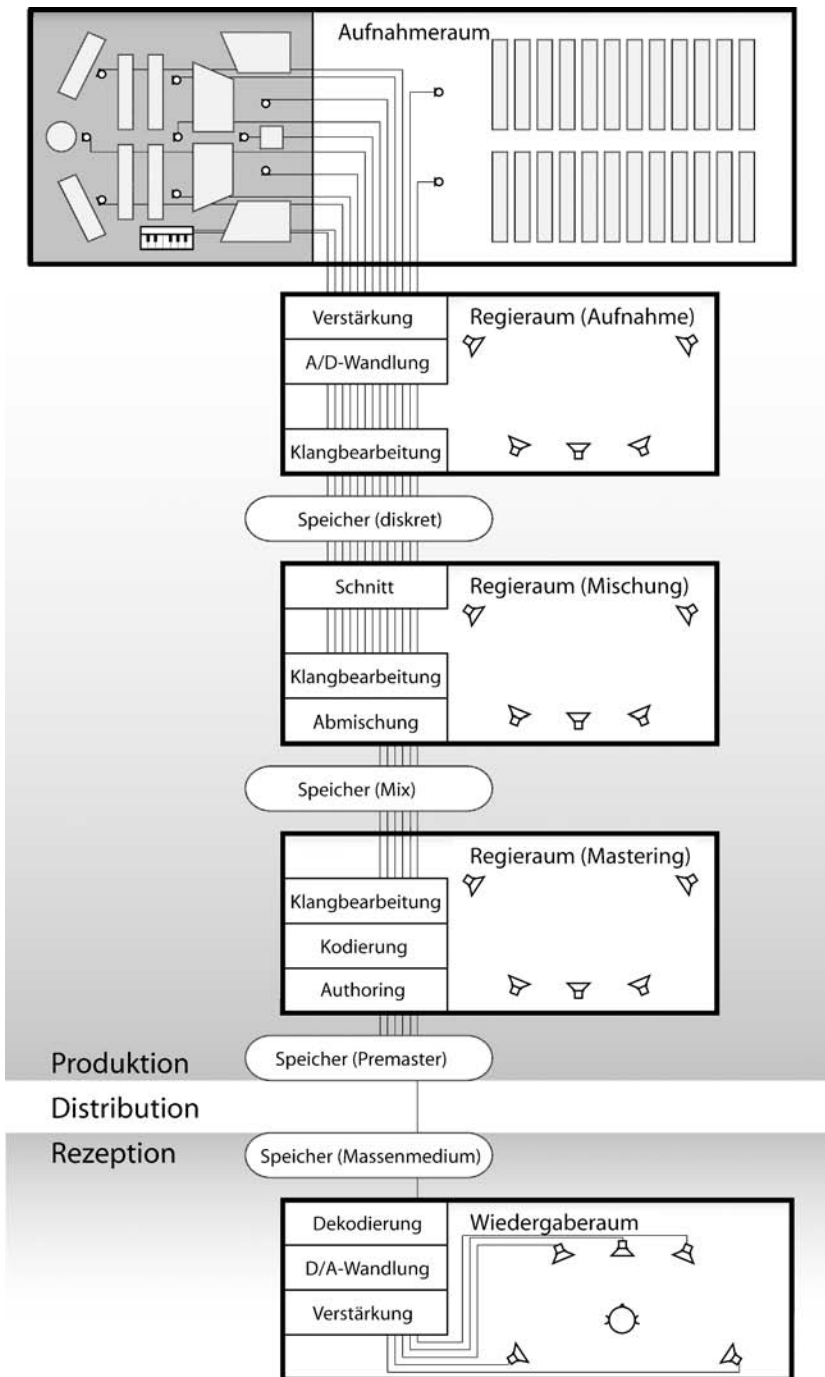 Aufnahmeraum
Verstärkung
Regieraum (Aufnahme)
A/D-Wandlung
Klangbearbeitung
Speicher (diskret)
Schnitt
Regieraum (Mischung)
Klangbearbeitung
Abmischung
Speicher (Mix)
Regieraum (Mastering)
Klangbearbeitung
Kodierung
Authoring
Speicher (Premaster)
Produktion
Distribution
Rezeption
Speicher (Massenmedium)
Dekodierung
Wiedergaberaum
D/A-Wandlung
Verstärkung